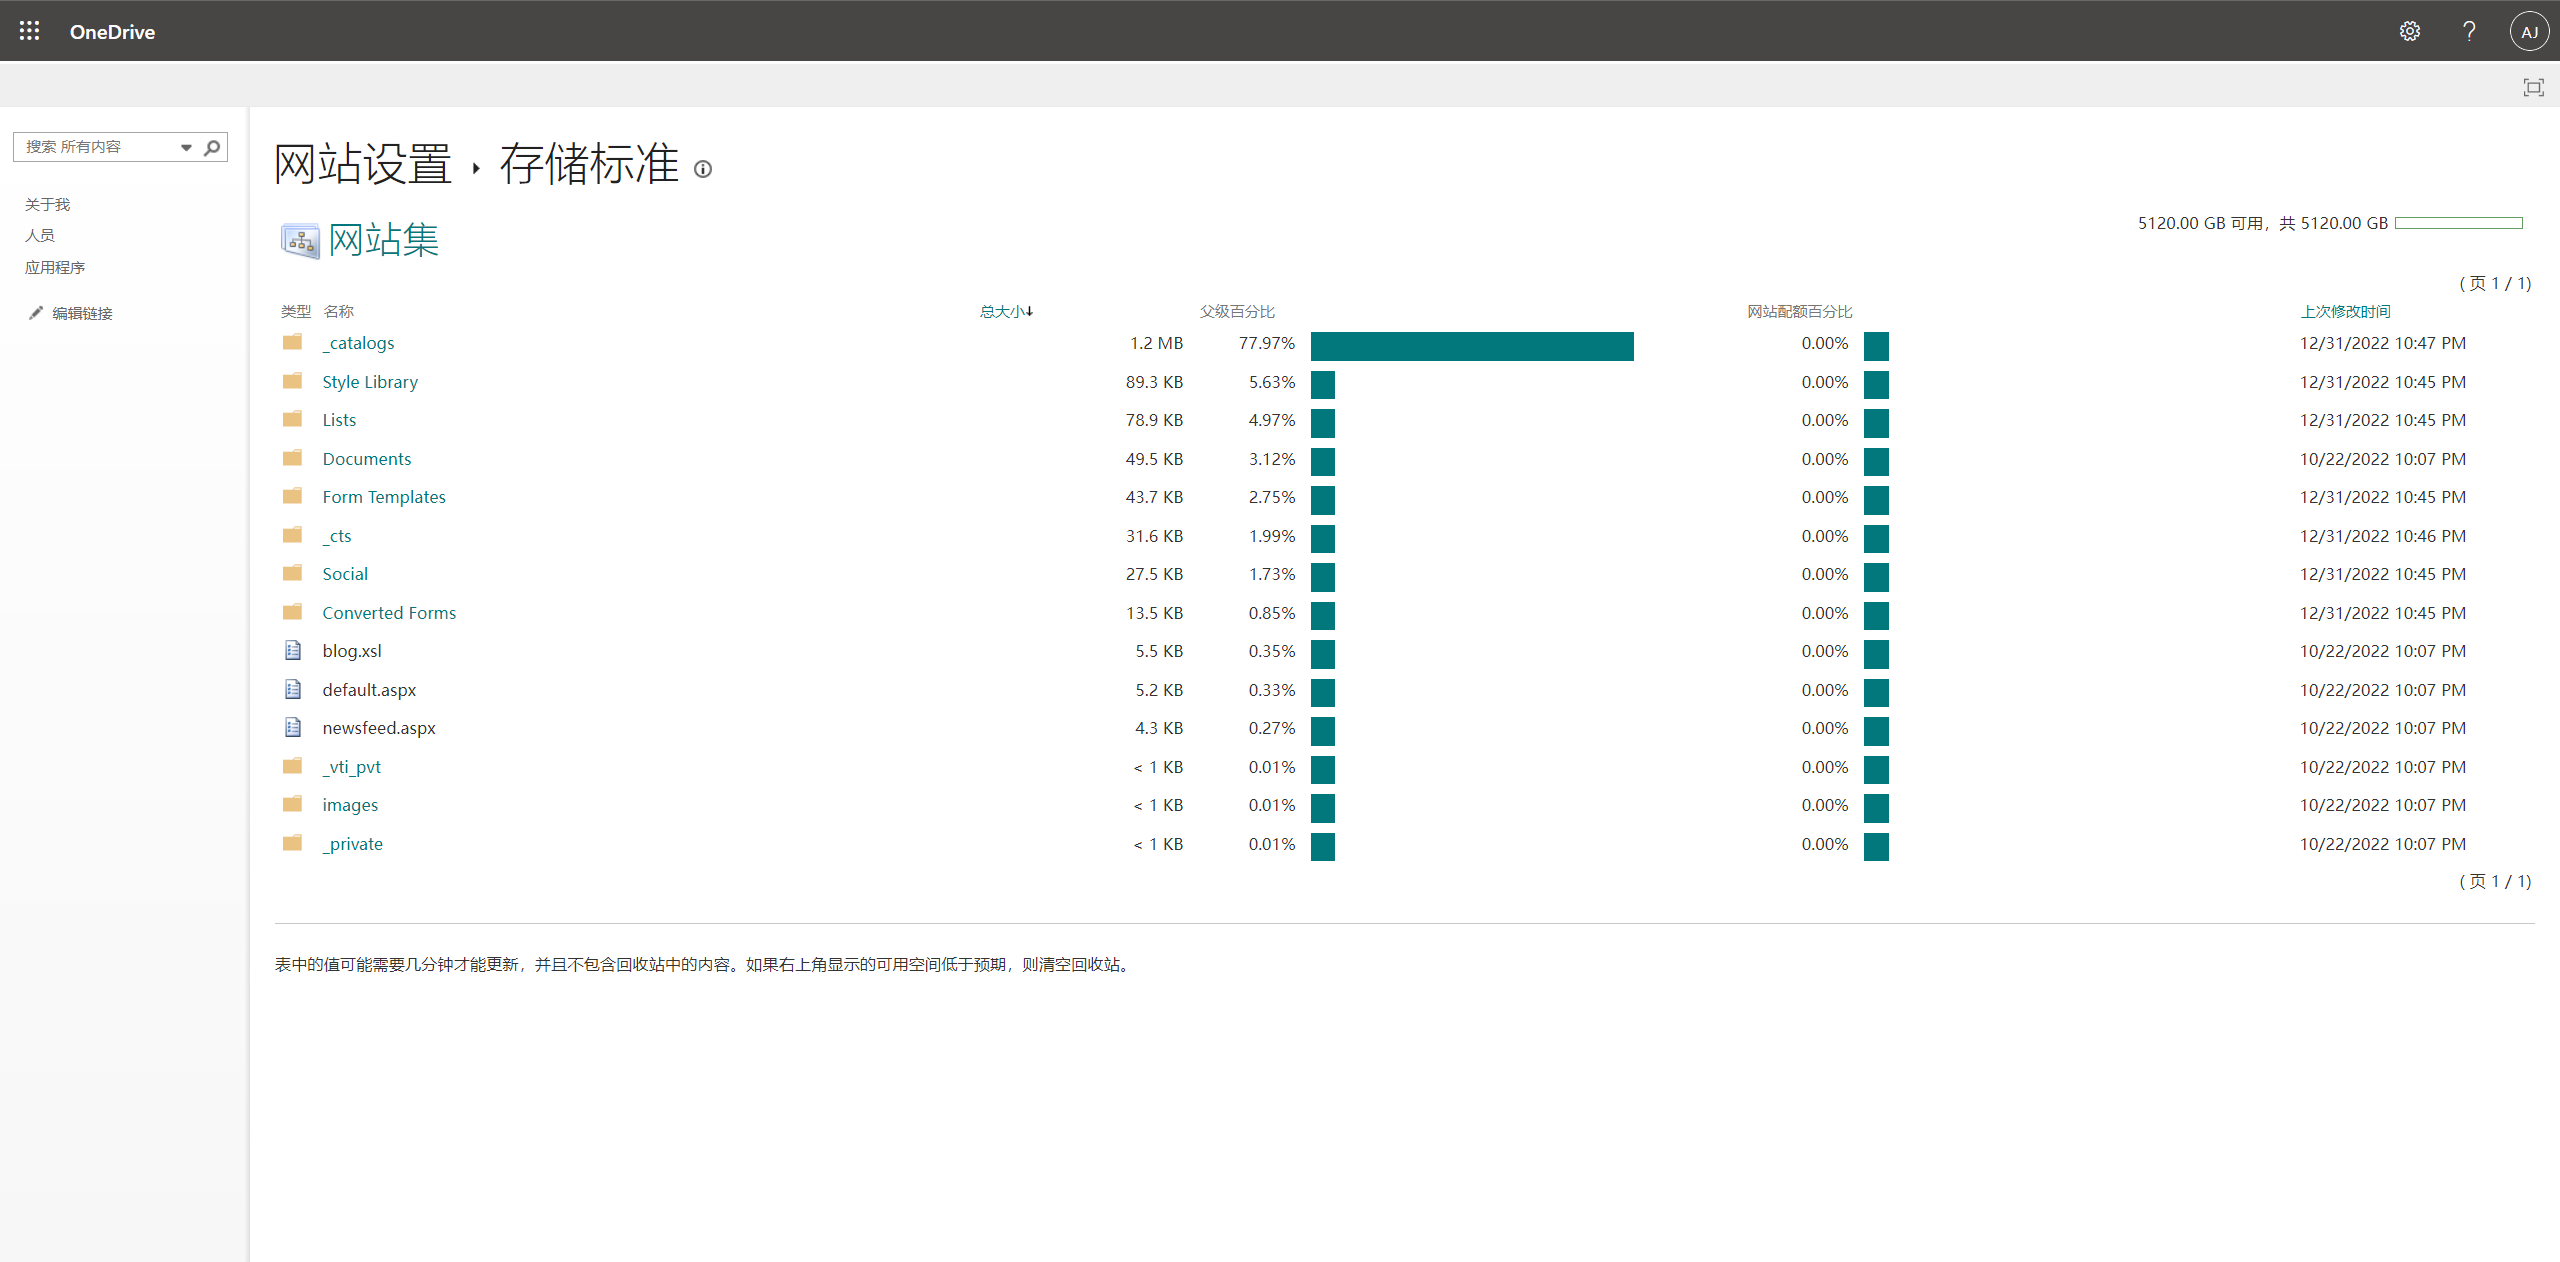 OneDrive
?
AJ
搜索 所有内容
关于我
人员
应用程序
编辑链接
网站设置 ▸ 存储标准
网站集
5120.00 GB 可用，共 5120.00 GB
( 页 1 / 1)
类型 名称 总大小↓ 父级百分比 网站配额百分比 上次修改时间
_catalogs 1.2 MB 77.97% 0.00% 12/31/2022 10:47 PM
Style Library 89.3 KB 5.63% 0.00% 12/31/2022 10:45 PM
Lists 78.9 KB 4.97% 0.00% 12/31/2022 10:45 PM
Documents 49.5 KB 3.12% 0.00% 10/22/2022 10:07 PM
Form Templates 43.7 KB 2.75% 0.00% 12/31/2022 10:45 PM
_cts 31.6 KB 1.99% 0.00% 12/31/2022 10:46 PM
Social 27.5 KB 1.73% 0.00% 12/31/2022 10:45 PM
Converted Forms 13.5 KB 0.85% 0.00% 12/31/2022 10:45 PM
blog.xsl 5.5 KB 0.35% 0.00% 10/22/2022 10:07 PM
default.aspx 5.2 KB 0.33% 0.00% 10/22/2022 10:07 PM
newsfeed.aspx 4.3 KB 0.27% 0.00% 10/22/2022 10:07 PM
_vti_pvt < 1 KB 0.01% 0.00% 10/22/2022 10:07 PM
images < 1 KB 0.01% 0.00% 10/22/2022 10:07 PM
_private < 1 KB 0.01% 0.00% 10/22/2022 10:07 PM
( 页 1 / 1)
表中的值可能需要几分钟才能更新，并且不包含回收站中的内容。如果右上角显示的可用空间低于预期，则清空回收站。